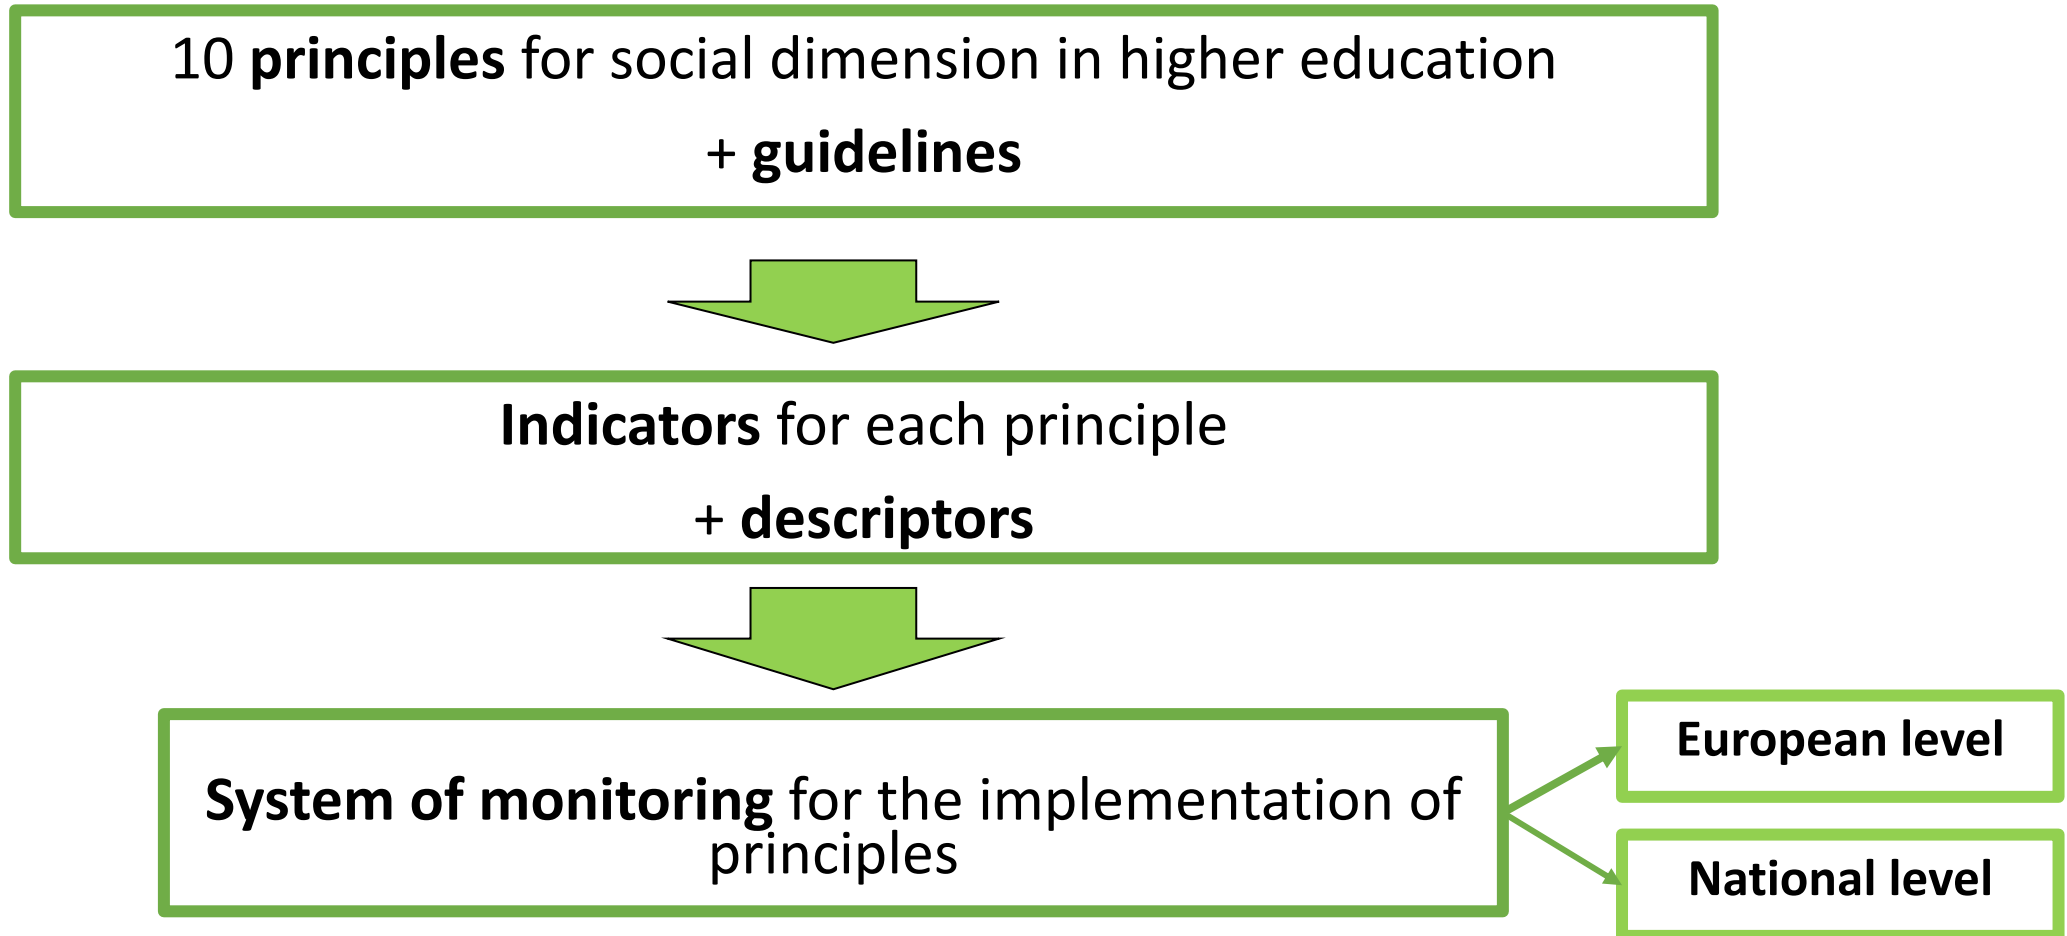 10 principles for social dimension in higher education
+ guidelines
Indicators for each principle
+ descriptors
System of monitoring for the implementation of
principles
European level
National level